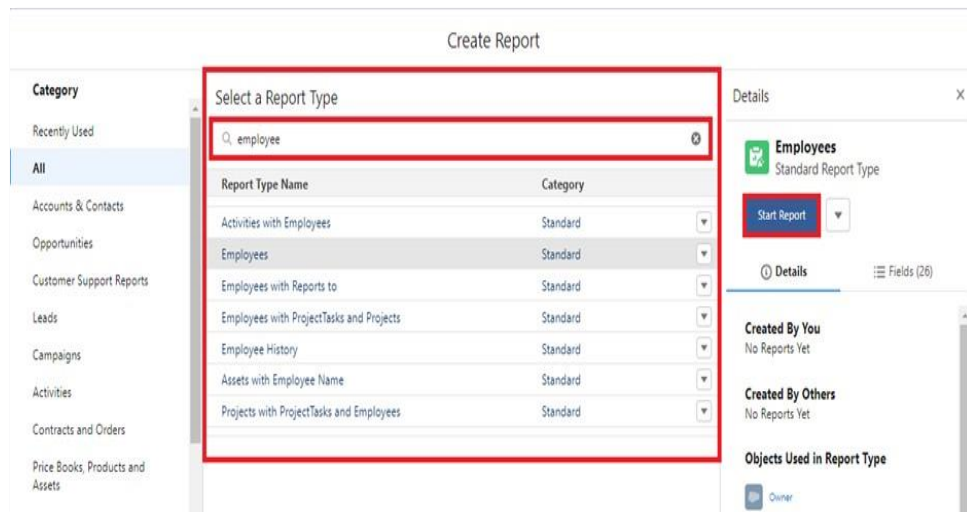 Create Report
Category
Recently Used
All
Accounts & Contacts
Opportunities
Customer Support Reports
Leads
Campaigns
Activities
Contracts and Orders
Price Books, Products and
Assets
Select a Report Type
employee
Report Type Name Category
Activities with Employees Standard
Employees Standard
Employees with Reports to Standard
Employees with ProjectTasks and Projects Standard
Employee History Standard
Assets with Employee Name Standard
Projects with ProjectTasks and Employees Standard
Details
Employees
Standard Report Type
Start Report
Details Fields (26)
Created By You
No Reports Yet
Created By Others
No Reports Yet
Objects Used in Report Type
Owner